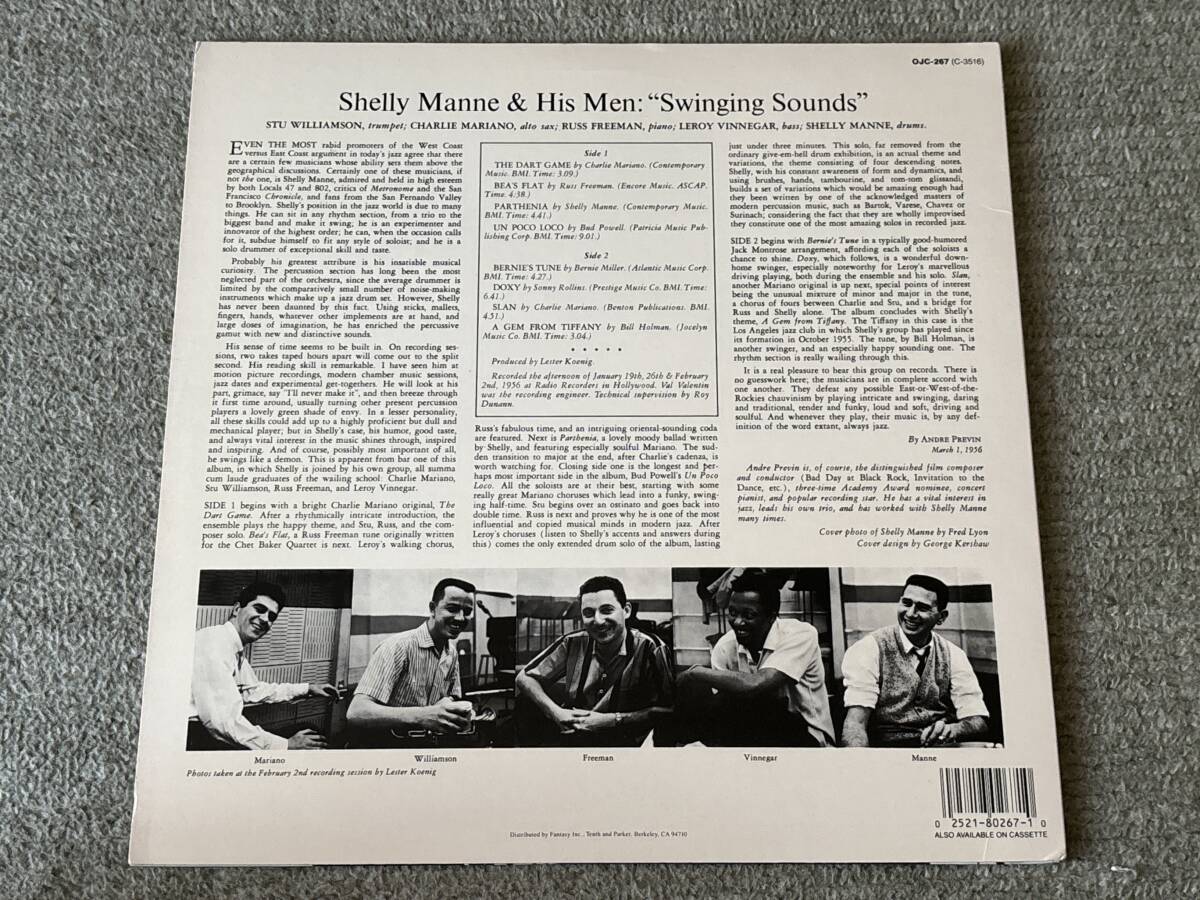 OJC-267 (C-3516)
Shelly Manne & His Men: "Swinging Sounds"
STU WILLIAMSON, trumpet; CHARLIE MARIANO, alto sax; RUSS FREEMAN, piano; LEROY VINNEGAR, bass; SHELLY MANNE, drums.
EVEN THE MOST rabid promoters of the West Coast
versus East Coast argument in today's jazz agree that there
are a certain few musicians whose ability sets them above the
geographical discussions. Certainly one of these musicians, if
not the one, is Shelly Manne, admired and held in high esteem
by both Locals 47 and 802, critics of Metronome and the San
Francisco Chronicle, and fans from the San Fernando Valley
to Brooklyn. Shelly's position in the jazz world is due to many
things. He can sit in any rhythm section, from a trio to the
biggest band and make it swing; he is an experimenter and
innovator of the highest order; he can, when the occasion calls
for it, subdue himself to fit any style of soloist; and he is a
solo drummer of exceptional skill and taste.
Probably his greatest attribute is his insatiable musical
curiosity. The percussion section has long been the most
neglected part of the orchestra, since the average drummer is
limited by the comparatively small number of noise-making
instruments which make up a jazz drum set. However, Shelly
has never been daunted by this fact. Using sticks, mallets,
fingers, hands, whatever other implements are at hand, and
large doses of imagination, he has enriched the percussive
gamut with new and distinctive sounds.
His sense of time seems to be built in. On recording ses-
sions, two takes taped hours apart will come out to the split
second. His reading skill is remarkable. I have seen him at
motion picture recordings, modern chamber music sessions,
jazz dates and experimental get-togethers. He will look at his
part, grimace, say "I'll never make it", and then breeze through
it first time around, usually turning other present percussion
players a lovely green shade of envy. In a lesser personality,
all these skills could add up to a highly proficient but dull and
mechanical player; but in Shelly's case, his humor, good taste,
and always vital interest in the music shines through, inspired
and inspiring. And of course, possibly most important of all,
he swings like a demon. This is apparent from bar one of this
album, in which Shelly is joined by his own group, all summa
cum laude graduates of the wailing school: Charlie Mariano,
Stu Williamson, Russ Freeman, and Leroy Vinnegar.
SIDE 1 begins with a bright Charlie Mariano original, The
Dart Game. After a rhythmically intricate introduction, the
ensemble plays the happy theme, and Stu, Russ, and the com-
poser solo. Bea's Flat, a Russ Freeman tune originally written
for the Chet Baker Quartet is next. Leroy's walking chorus,
Side 1
THE DART GAME by Charlie Mariano. (Contemporary
Music. BMI. Time: 3.09.)
BEA'S FLAT by Russ Freeman. (Encore Music. ASCAP.
Time: 4:38.)
PARTHENIA by Shelly Manne. (Contemporary Music.
BMI. Time: 4.41.)
UN POCO LOCO by Bud Powell. (Patricia Music Pub-
lishing Corp. BMI. Time: 9.01.)
Side 2
BERNIE'S TUNE by Bernie Miller. (Atlantic Music Corp.
BMI. Time: 4.27.)
DOXY by Sonny Rollins. (Prestige Music Co. BMI. Time:
6.41.)
SLAN by Charlie Mariano. (Benton Publications. BMI.
4.51.)
A GEM FROM TIFFANY by Bill Holman. (Jocelyn
Music Co. BMI. Time: 3.04.)
* * * * *
Produced by Lester Koenig.
Recorded the afternoon of January 19th, 26th & February
2nd, 1956 at Radio Recorders in Hollywood. Val Valentin
was the recording engineer. Technical supervision by Roy
Dunann.
Russ's fabulous time, and an intriguing oriental-sounding coda
are featured. Next is Parthenia, a lovely moody ballad written
by Shelly, and featuring especially soulful Mariano. The sud-
den transition to major at the end, after Charlie's cadenza, is
worth watching for. Closing side one is the longest and per-
haps most important side in the album, Bud Powell's Un Poco
Loco. All the soloists are at their best, starting with some
really great Mariano choruses which lead into a funky, swing-
ing half-time. Stu begins over an ostinato and goes back into
double time. Russ is next and proves why he is one of the most
influential and copied musical minds in modern jazz. After
Leroy's choruses (listen to Shelly's accents and answers during
this) comes the only extended drum solo of the album, lasting
just under three minutes. This solo, far removed from the
ordinary give-em-hell drum exhibition, is an actual theme and
variations, the theme consisting of four descending notes.
Shelly, with his constant awareness of form and dynamics, and
using brushes, hands, tambourine, and tom-tom glissandi,
builds a set of variations which would be amazing enough had
they been written by one of the acknowledged masters of
modern percussion music, such as Bartok, Varese, Chavez or
Surinach; considering the fact that they are wholly improvised
they constitute one of the most amazing solos in recorded jazz.
SIDE 2 begins with Bernie's Tune in a typically good-humored
Jack Montrose arrangement, affording each of the soloists a
chance to shine. Doxy, which follows, is a wonderful down-
home swinger, especially noteworthy for Leroy's marvellous
driving playing, both during the ensemble and his solo. Slan,
another Mariano original is up next, special points of interest
being the unusual mixture of minor and major in the tune,
a chorus of fours between Charlie and Stu, and a bridge for
Russ and Shelly alone. The album concludes with Shelly's
theme, A Gem from Tiffany. The Tiffany in this case is the
Los Angeles jazz club in which Shelly's group has played since
its formation in October 1955. The tune, by Bill Holman, is
another swinger, and an especially happy sounding one. The
rhythm section is really wailing through this.
It is a real pleasure to hear this group on records. There is
no guesswork here; the musicians are in complete accord with
one another. They defeat any possible East-or-West-of-the-
Rockies chauvinism by playing intricate and swinging, daring
and traditional, tender and funky, loud and soft, driving and
soulful. And whenever they play, their music is, by any def-
inition of the word extant, always jazz.
By ANDRE PREVIN
March 1, 1956
Andre Previn is, of course, the distinguished film composer
and conductor (Bad Day at Black Rock, Invitation to the
Dance, etc.), three-time Academy Award nominee, concert
pianist, and popular recording star. He has a vital interest in
jazz, leads his own trio, and has worked with Shelly Manne
many times.
Cover photo of Shelly Manne by Fred Lyon
Cover design by George Kershaw
Mariano
Williamson
Freeman
Vinnegar
Manne
Photos taken at the February 2nd recording session by Lester Koenig
Distributed by Fantasy Inc., Tenth and Parker, Berkeley, CA 94710
0 2521-80267-1 0
ALSO AVAILABLE ON CASSETTE